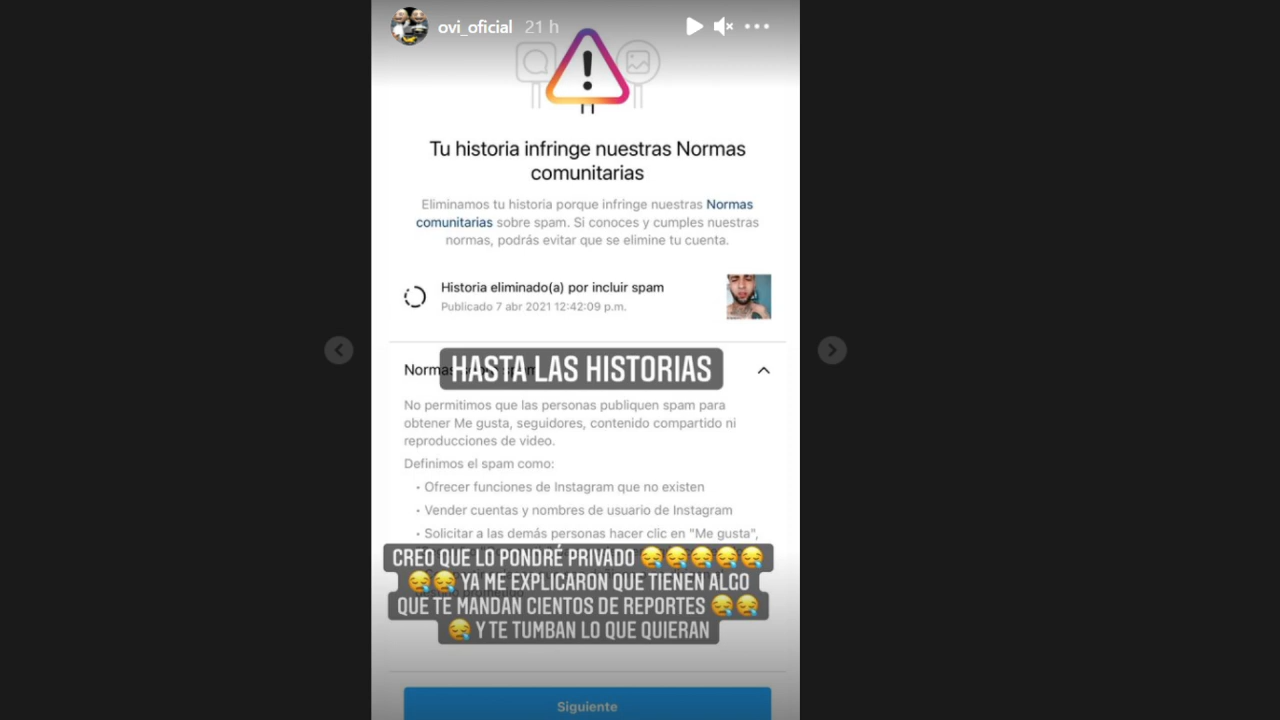 ovi_oficial 21 h
Tu historia infringe nuestras Normas
comunitarias
Eliminamos tu historia porque infringe nuestras Normas
comunitarias sobre spam. Si conoces y cumples nuestras
normas, podrás evitar que se elimine tu cuenta.
Historia eliminado(a) por incluir spam
Publicado 7 abr 2021 12:42:09 p.m.
Normas
HASTA LAS HISTORIAS
No permitimos que las personas publiquen spam para
obtener Me gusta, seguidores, contenido compartido ni
reproducciones de video.
Definimos el spam como:
• Ofrecer funciones de Instagram que no existen
• Vender cuentas y nombres de usuario de Instagram
• Solicitar a las demás personas hacer clic en "Me gusta",
CREO QUE LO PONDRÉ PRIVADO 😪😪😪😪😪
😪😪 YA ME EXPLICARON QUE TIENEN ALGO
QUE TE MANDAN CIENTOS DE REPORTES 😪😪
😪 Y TE TUMBAN LO QUE QUIERAN
Siguiente